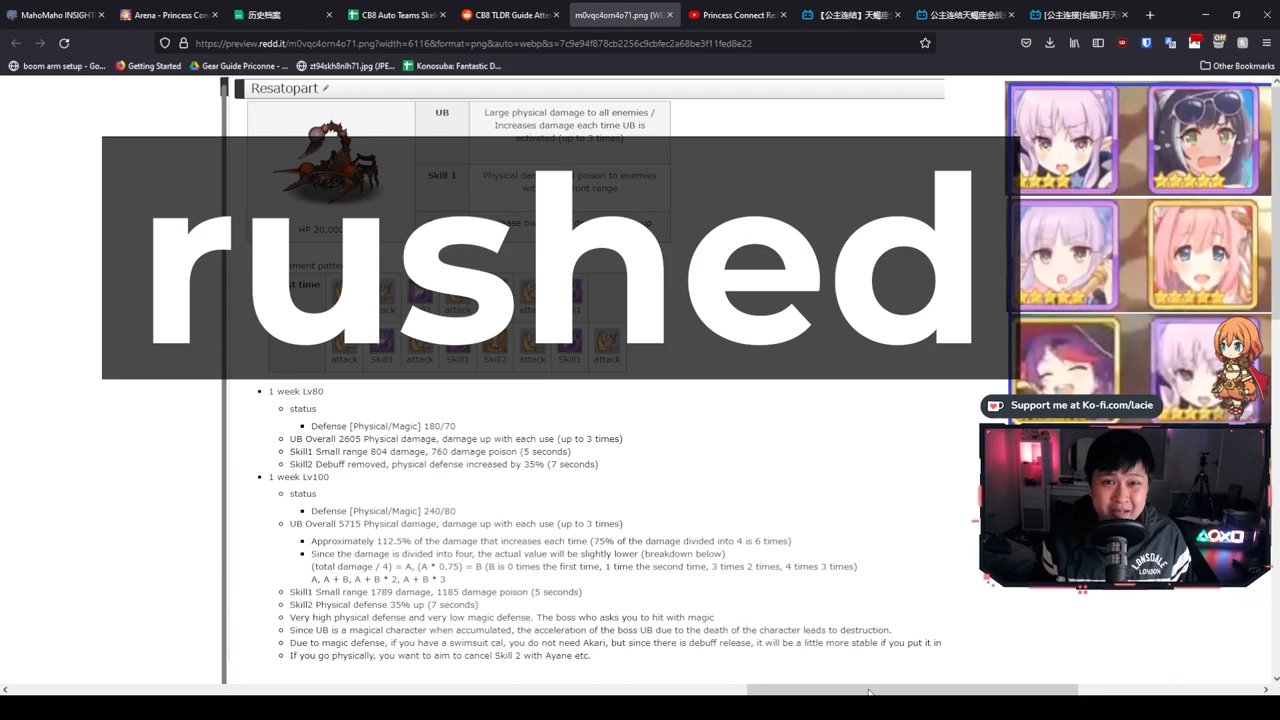 MahoMaho INSIGHT
Arena - Princess Con
历史档案
CB8 Auto Teams Skel
CB8 TLDR Guide Atte
m0vqc4orn4o71.png (WE
Princess Connect Re
【公主连结】天蝎座
公主连结天蝎座会战
[公主连接]台服3月天
https://preview.redd.it/m0vqc4orn4o71.png?width=6116&format=png&auto=webp&s=7c9e94f878cb2256c9cbfec2a68be3f11fed8e22
Off
boom arm setup - Go...
Getting Started
Gear Guide Priconne -...
zt94skh8nlh71.jpg (JPE...
Konosuba: Fantastic D...
Other Bookmarks
Resatopart
UB
Large physical damage to all enemies /
Increases damage each time UB is
activated (up to 3 times)
Skill 1
rushed
attack Skill1 attack Skill1 Skill2 attack Skill1 attack
1 week Lv80
status
Defense [Physical/Magic] 180/70
UB Overall 2605 Physical damage, damage up with each use (up to 3 times)
Skill1 Small range 804 damage, 760 damage poison (5 seconds)
Skill2 Debuff removed, physical defense increased by 35% (7 seconds)
1 week Lv100
status
Defense [Physical/Magic] 240/80
UB Overall 5715 Physical damage, damage up with each use (up to 3 times)
Approximately 112.5% of the damage that increases each time (75% of the damage divided into 4 is 6 times)
Since the damage is divided into four, the actual value will be slightly lower (breakdown below)
(total damage / 4) = A, (A * 0.75) = B (B is 0 times the first time, 1 time the second time, 3 times 2 times, 4 times 3 times)
A, A + B, A + B * 2, A + B * 3
Skill1 Small range 1789 damage, 1185 damage poison (5 seconds)
Skill2 Physical defense 35% up (7 seconds)
Very high physical defense and very low magic defense. The boss who asks you to hit with magic
Since UB is a magical character when accumulated, the acceleration of the boss UB due to the death of the character leads to destruction.
Due to magic defense, if you have a swimsuit cal, you do not need Akari, but since there is debuff release, it will be a little more stable if you put it in
If you go physically, you want to aim to cancel Skill 2 with Ayane etc.
Support me at Ko-fi.com/lacie
LONSDALE
LONDON